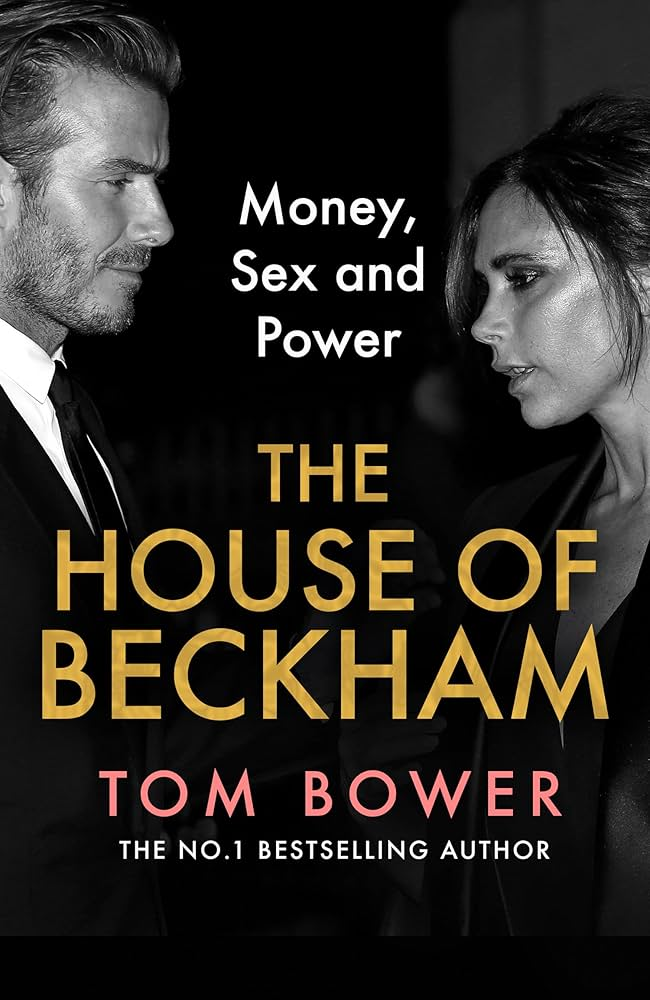 Money,
Sex and
Power
THE
HOUSE OF
BECKHAM
TOM BOWER
THE NO.1 BESTSELLING AUTHOR